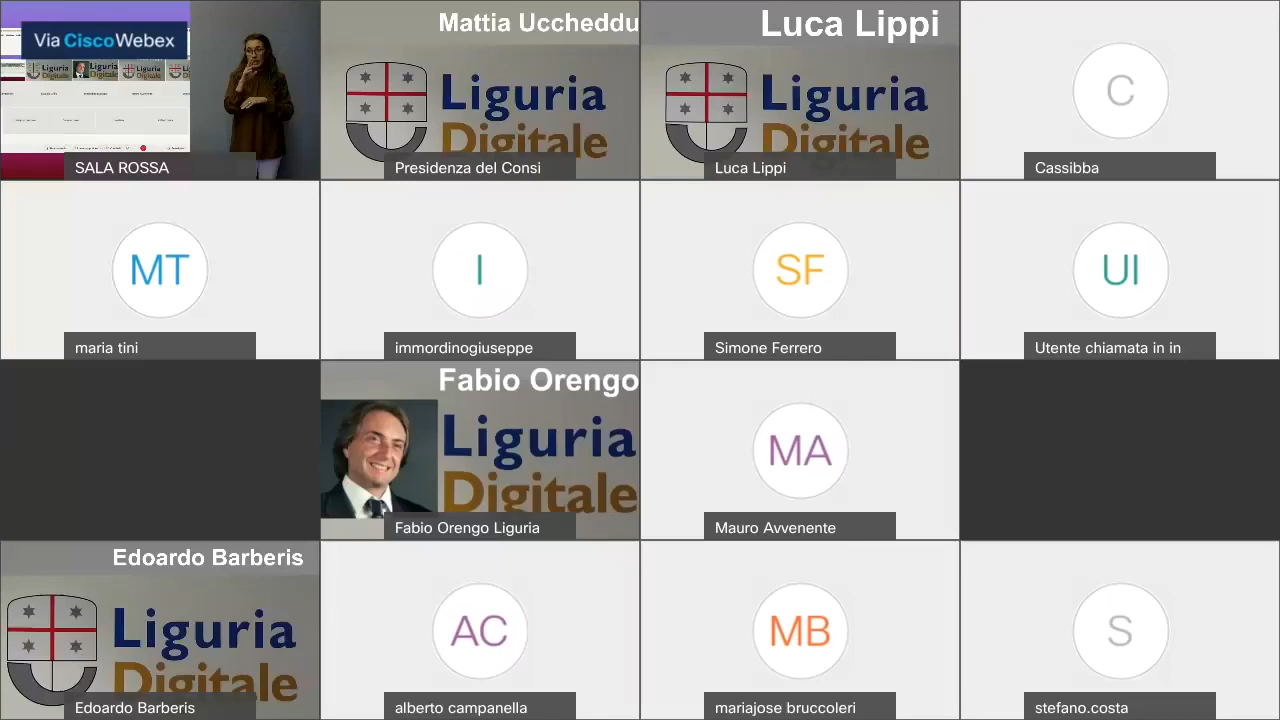 Via CiscoWebex
SALA ROSSA
Mattia Uccheddu
Liguria
Digitale
Presidenza del Consi
Luca Lippi
Liguria
Digitale
Luca Lippi
C
Cassibba
MT
maria tini
I
immordinogiuseppe
SF
Simone Ferrero
UI
Utente chiamata in in
Fabio Orengo
Liguria
Digitale
Fabio Orengo Liguria
MA
Mauro Avvenente
Edoardo Barberis
Liguria
Digitale
Edoardo Barberis
AC
alberto campanella
MB
mariajose bruccoleri
S
stefano.costa